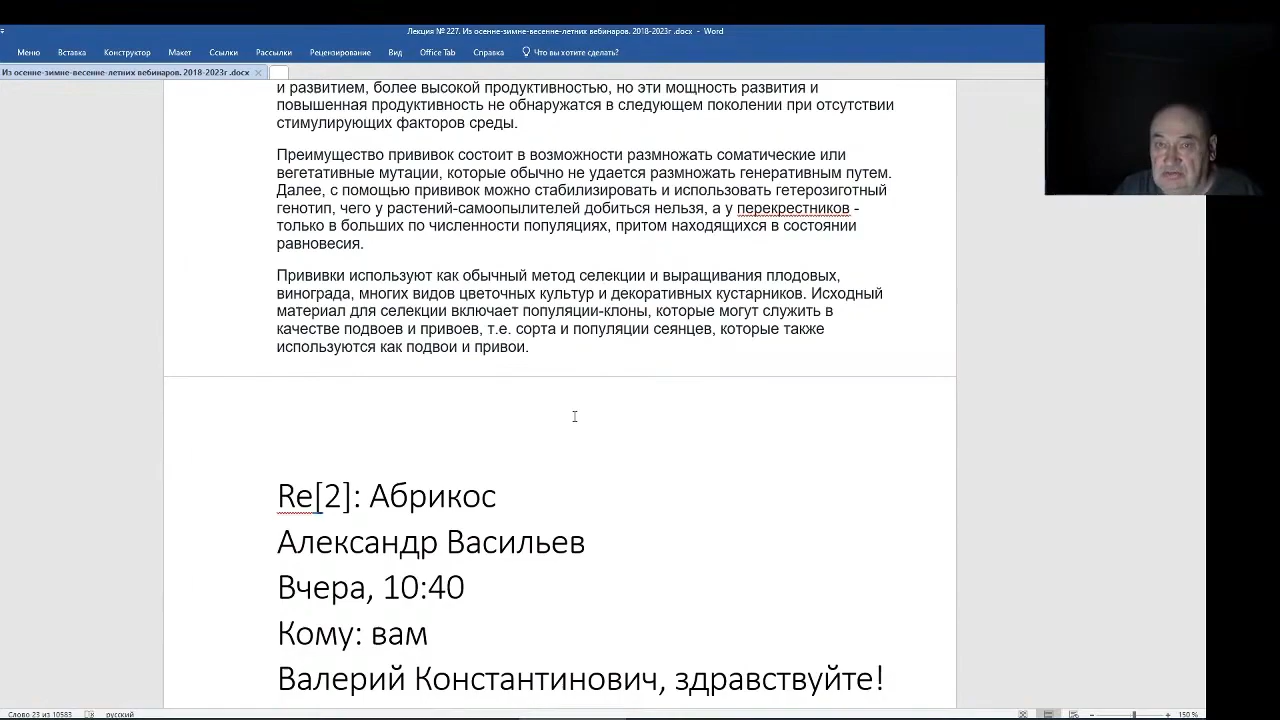 Лекция № 227. Из осенне-зимне-весенне-летних вебинаров. 2018-2023г .docx - Word
Меню Вставка Конструктор Макет Ссылки Рассылки Рецензирование Вид Office Tab Справка Что вы хотите сделать?
Из осенне-зимне-весенне-летних вебинаров. 2018-2023г .docx
и развитием, более высокой продуктивностью, но эти мощность развития и
повышенная продуктивность не обнаружатся в следующем поколении при отсутствии
стимулирующих факторов среды.
Преимущество прививок состоит в возможности размножать соматические или
вегетативные мутации, которые обычно не удается размножать генеративным путем.
Далее, с помощью прививок можно стабилизировать и использовать гетерозиготный
генотип, чего у растений-самоопылителей добиться нельзя, а у перекрестников -
только в больших по численности популяциях, притом находящихся в состоянии
равновесия.
Прививки используют как обычный метод селекции и выращивания плодовых,
винограда, многих видов цветочных культур и декоративных кустарников. Исходный
материал для селекции включает популяции-клоны, которые могут служить в
качестве подвоев и привоев, т.е. сорта и популяции сеянцев, которые также
используются как подвои и привои.
Re[2]: Абрикос
Александр Васильев
Вчера, 10:40
Кому: вам
Валерий Константинович, здравствуйте!
Слово 23 из 10583 русский 150 %